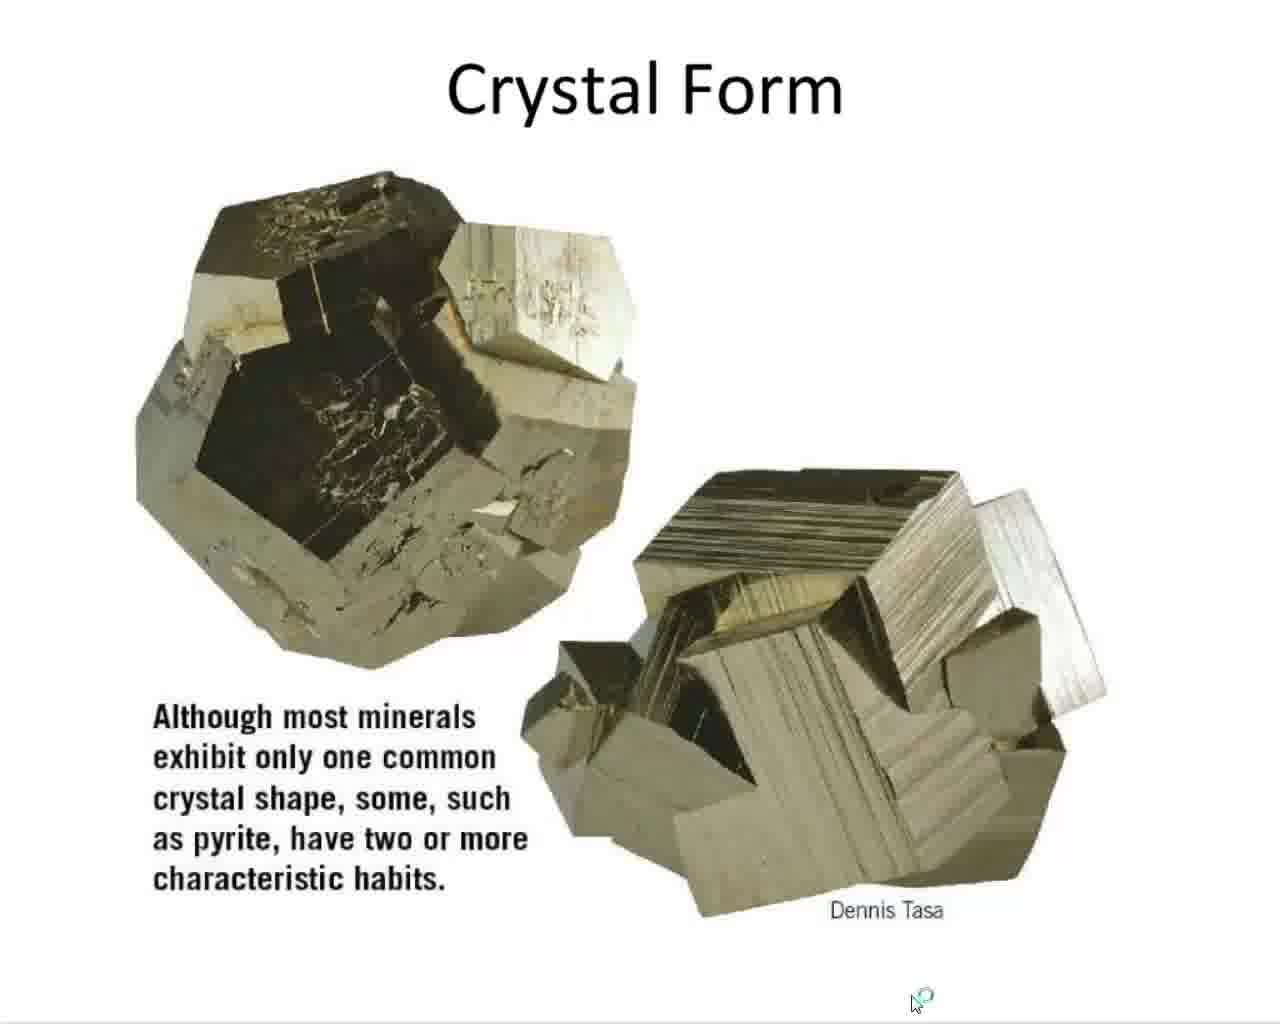 Crystal Form
Although most minerals
exhibit only one common
crystal shape, some, such
as pyrite, have two or more
characteristic habits.
Dennis Tasa